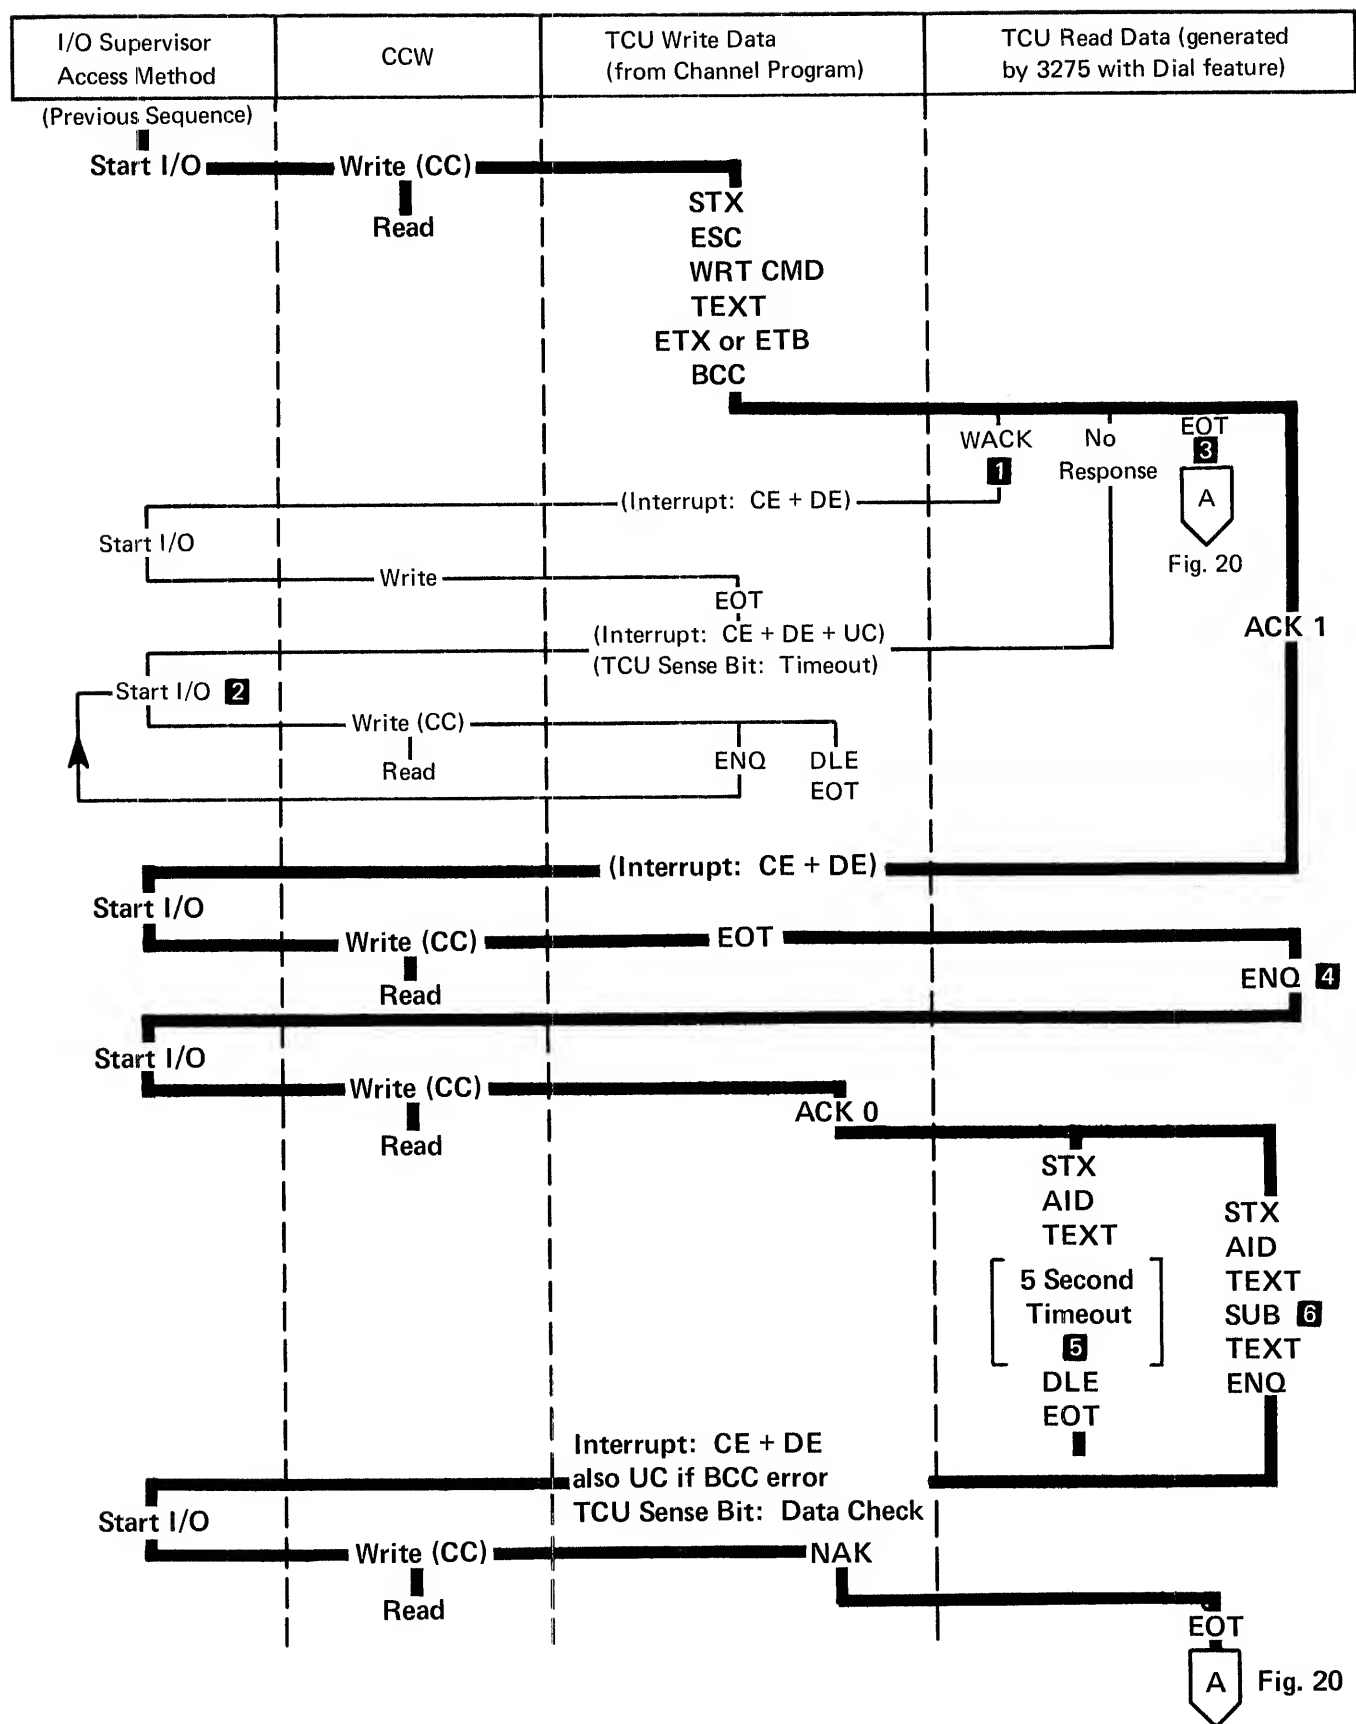 I/O Supervisor
Access Method
CCW
TCU Write Data
(from Channel Program)
TCU Read Data (generated
by 3275 with Dial feature)
(Previous Sequence)
Start I/O
Write (CC)
Read
STX
ESC
WRT CMD
TEXT
ETX or ETB
BCC
WACK
1
No
Response
EOT
3
A
Fig. 20
(Interrupt: CE + DE)
Start I/O
Write
EOT
ACK 1
(Interrupt: CE + DE + UC)
(TCU Sense Bit: Timeout)
Start I/O 2
Write (CC)
Read
ENQ
DLE
EOT
(Interrupt: CE + DE)
Start I/O
Write (CC)
EOT
Read
ENQ 4
Start I/O
Write (CC)
Read
ACK 0
STX
AID
TEXT
5 Second
Timeout
5
DLE
EOT
STX
AID
TEXT
SUB 6
TEXT
ENQ
Interrupt: CE + DE
also UC if BCC error
TCU Sense Bit: Data Check
Start I/O
Write (CC)
NAK
Read
EOT
A
Fig. 20